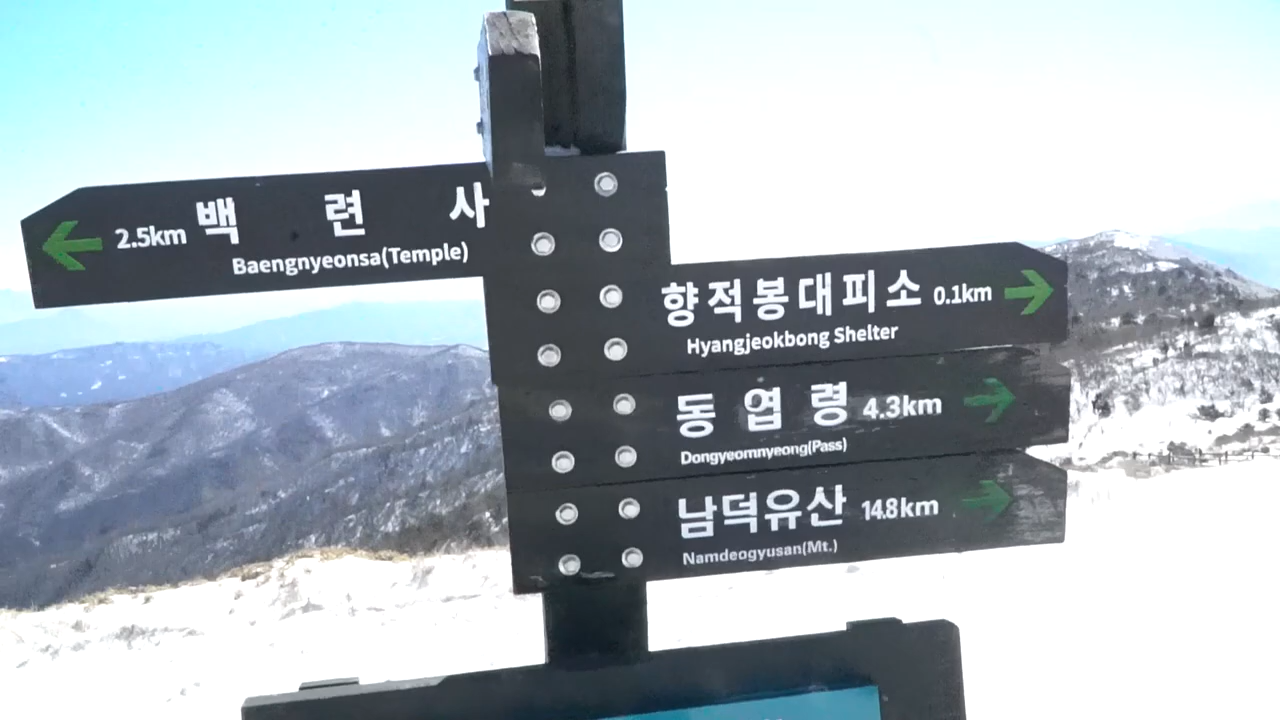 2.5km 백련사
Baengnyeonsa(Temple)
향적봉대피소 0.1km
Hyangjeokbong Shelter
동엽령 4.3km
Dongyeomnyeong(Pass)
남덕유산 14.8km
Namdeogyusan(Mt.)